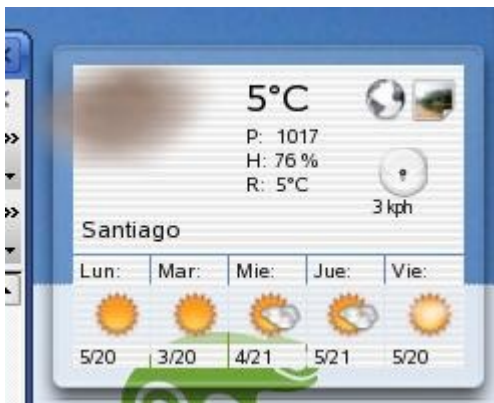 5°C
P: 1017
H: 76 %
R: 5°C
3 kph
Santiago
Lun: Mar: Mie: Jue: Vie:
5/20 3/20 4/21 5/21 5/20